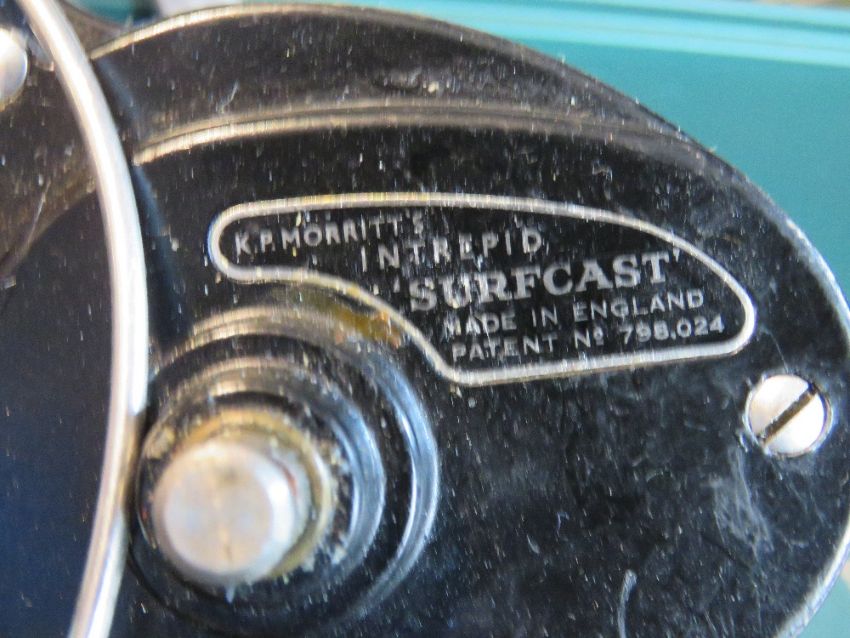 K.P. MORRITT'S
INTREPID
"SURFCAST"
MADE IN ENGLAND
PATENT Nº 798,024